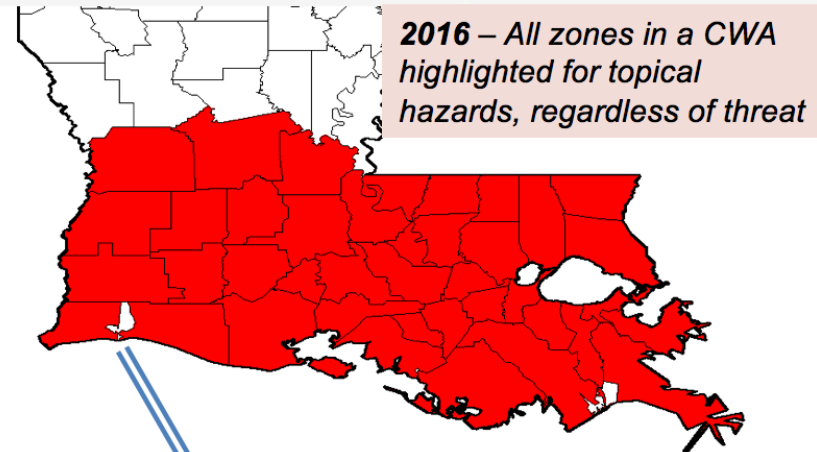 2016 – All zones in a CWA
highlighted for topical
hazards, regardless of threat